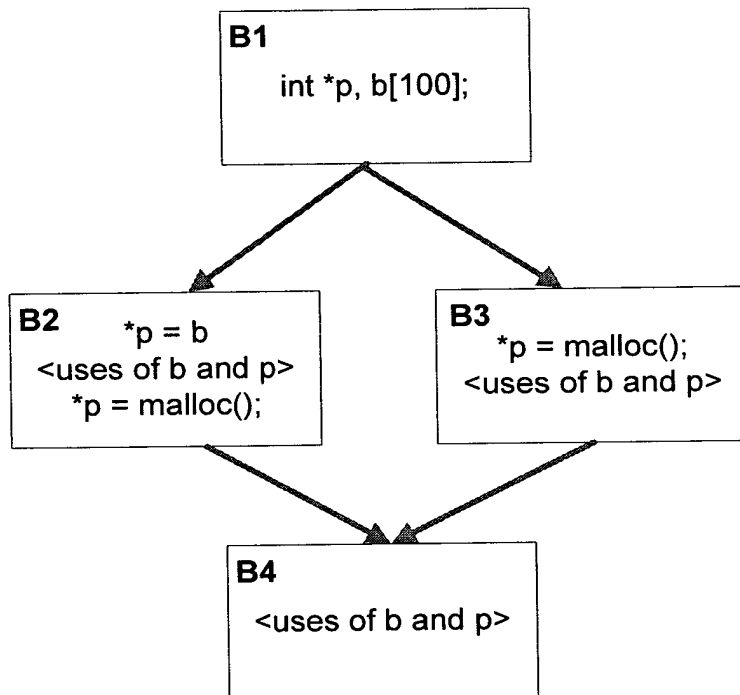 B1
int *p, b[100];
B2
*p = b
<uses of b and p>
*p = malloc();
B3
*p = malloc();
<uses of b and p>
B4
<uses of b and p>